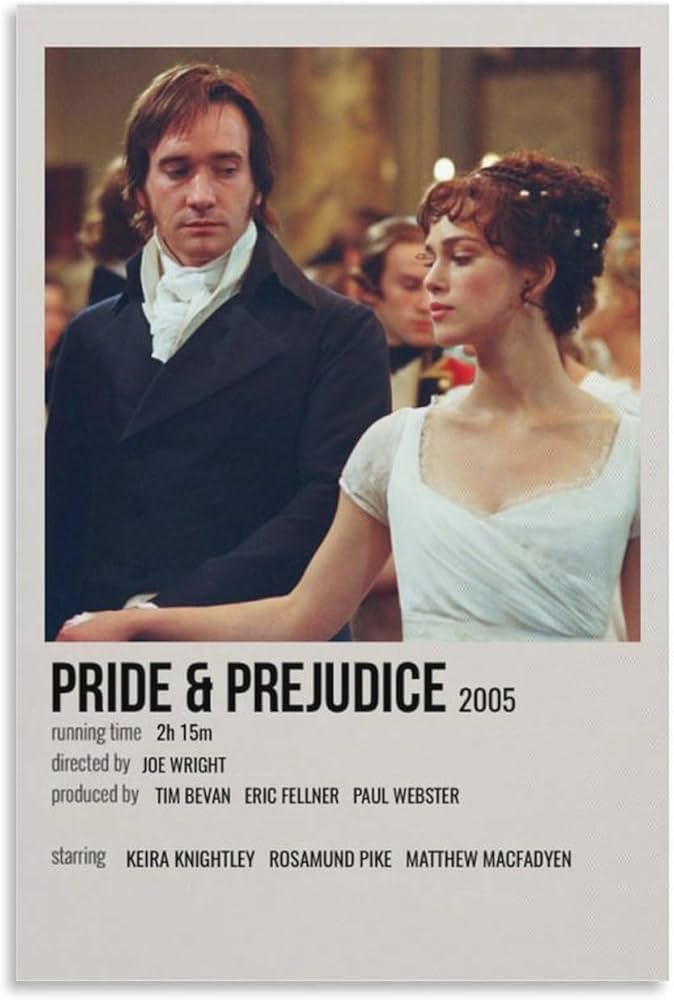 PRIDE & PREJUDICE 2005
running time 2h 15m
directed by JOE WRIGHT
produced by TIM BEVAN ERIC FELLNER PAUL WEBSTER
starring KEIRA KNIGHTLEY ROSAMUND PIKE MATTHEW MACFADYEN